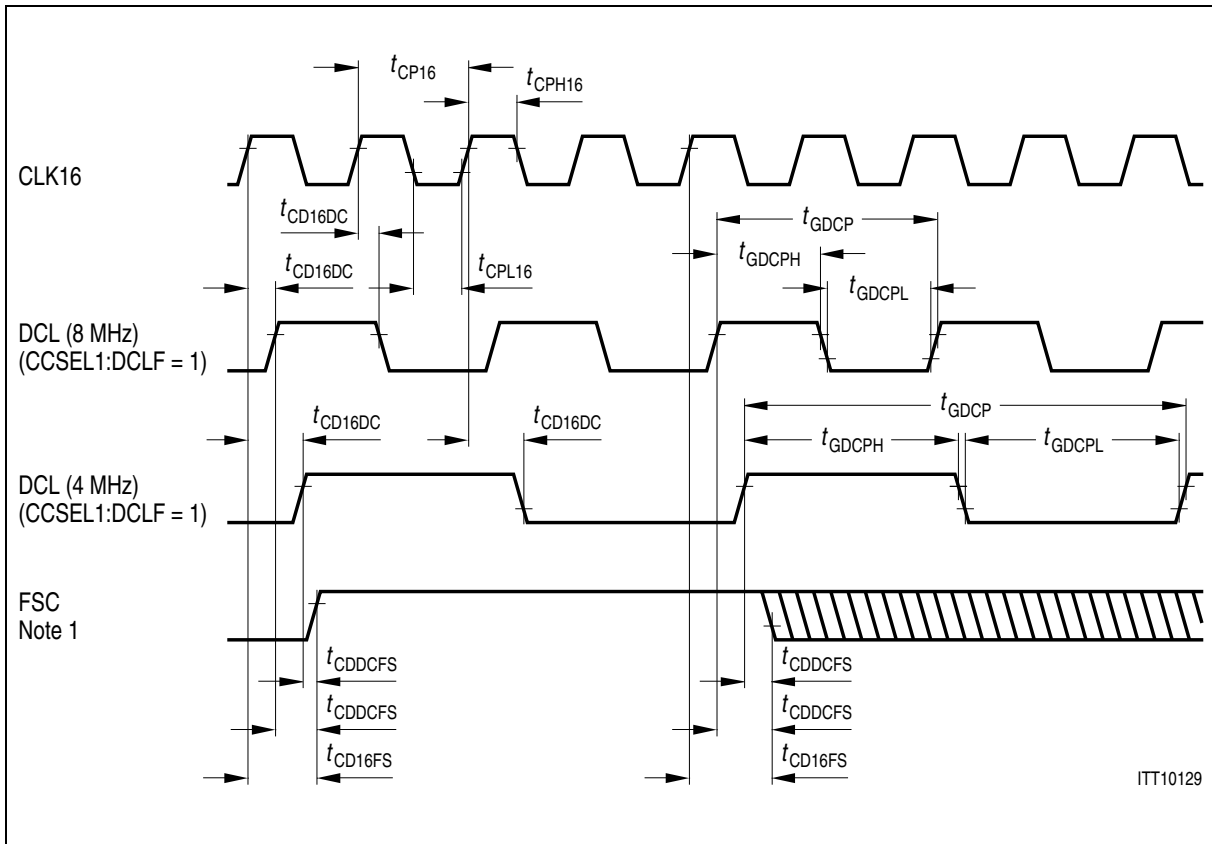 tCP16
tCPH16
CLK16
tCD16DC
tGDCP
tCD16DC
tCPL16
tGDCPH
tGDCPL
DCL (8 MHz)
(CCSEL1:DCLF = 1)
tGDCP
tCD16DC
tCD16DC
tGDCPH
tGDCPL
DCL (4 MHz)
(CCSEL1:DCLF = 1)
FSC
Note 1
tCDDCFS
tCDDCFS
tCDDCFS
tCDDCFS
tCD16FS
tCD16FS
ITT10129